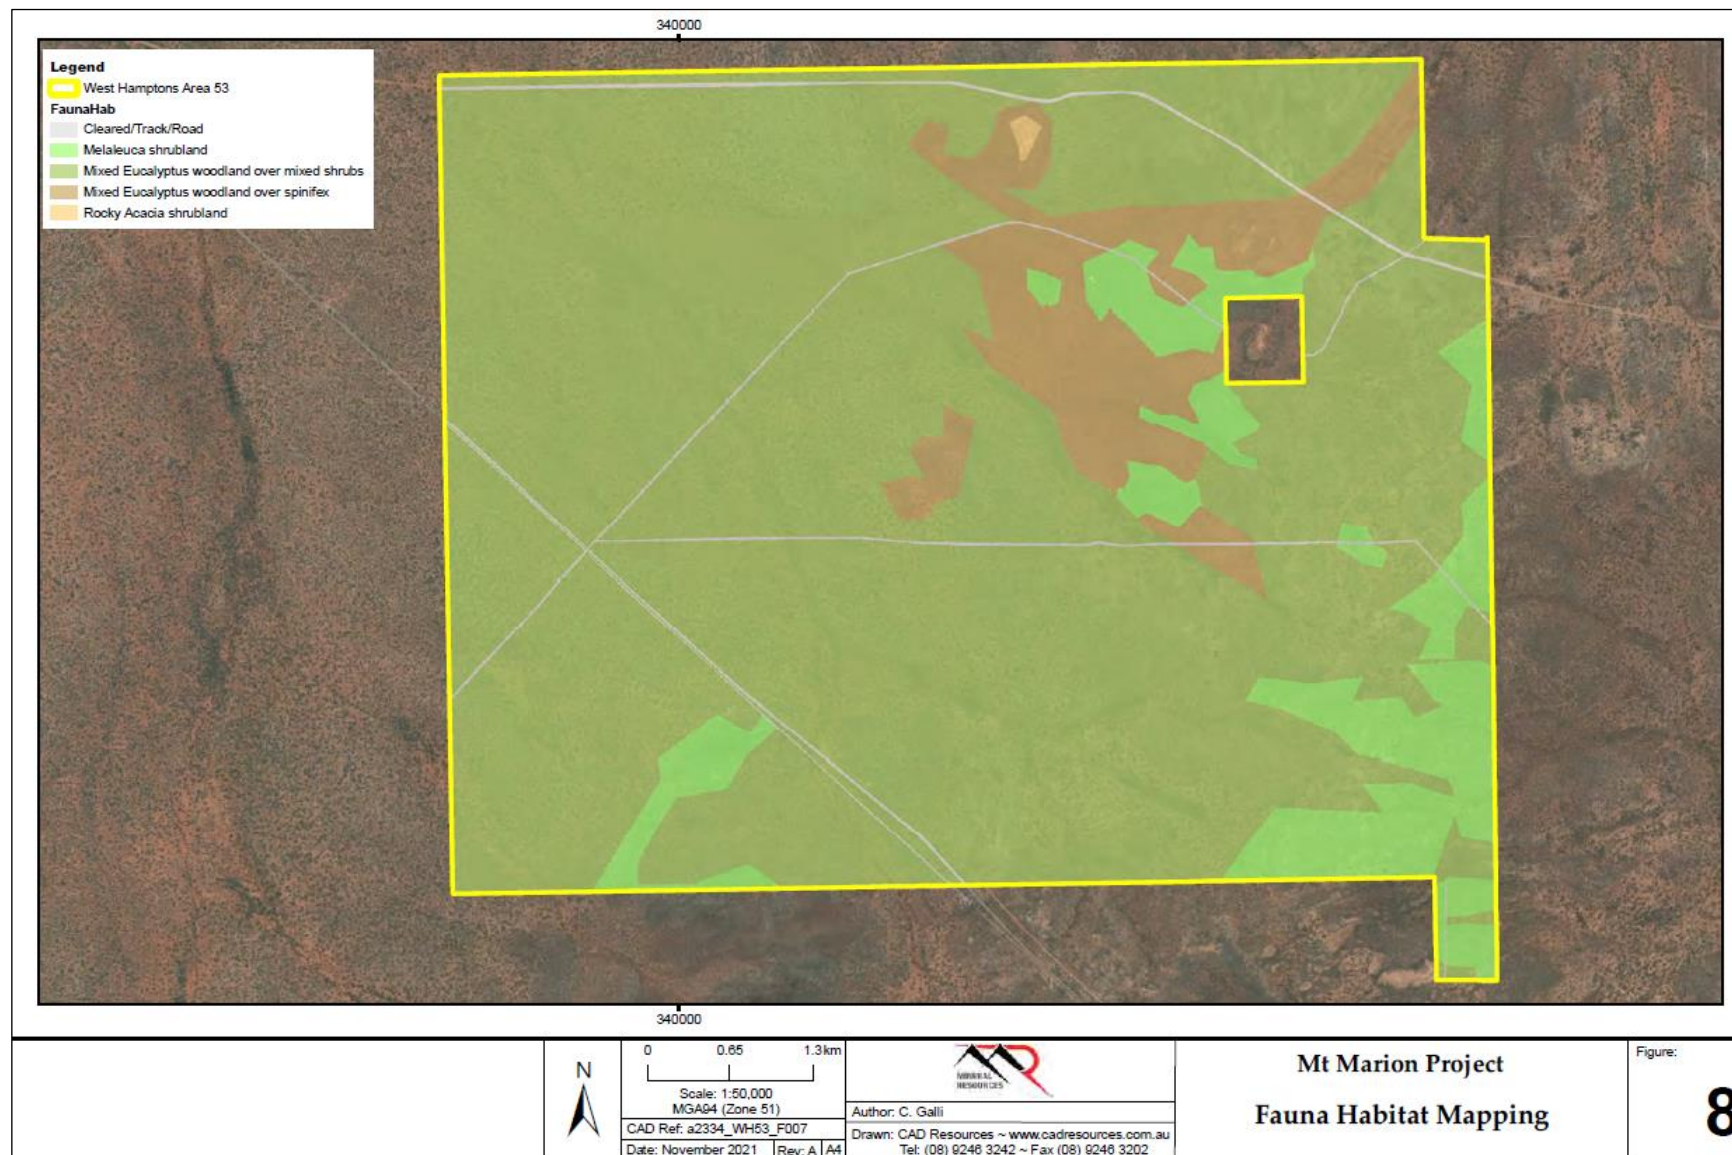 340000
Legend
West Hamptons Area 53
FaunaHab
Cleared/Track/Road
Melaleuca shrubland
Mixed Eucalyptus woodland over mixed shrubs
Mixed Eucalyptus woodland over spinifex
Rocky Acacia shrubland
340000
N
0 0.65 1.3km
Scale: 1:50,000
MGA94 (Zone 51)
CAD Ref: a2334_WH53_F007
Date: November 2021 Rev: A A4
MINERAL
RESOURCES
Author: C. Galli
Drawn: CAD Resources ~ www.cadresources.com.au
Tel: (08) 9246 3242 ~ Fax (08) 9246 3202
Mt Marion Project
Fauna Habitat Mapping
Figure:
8